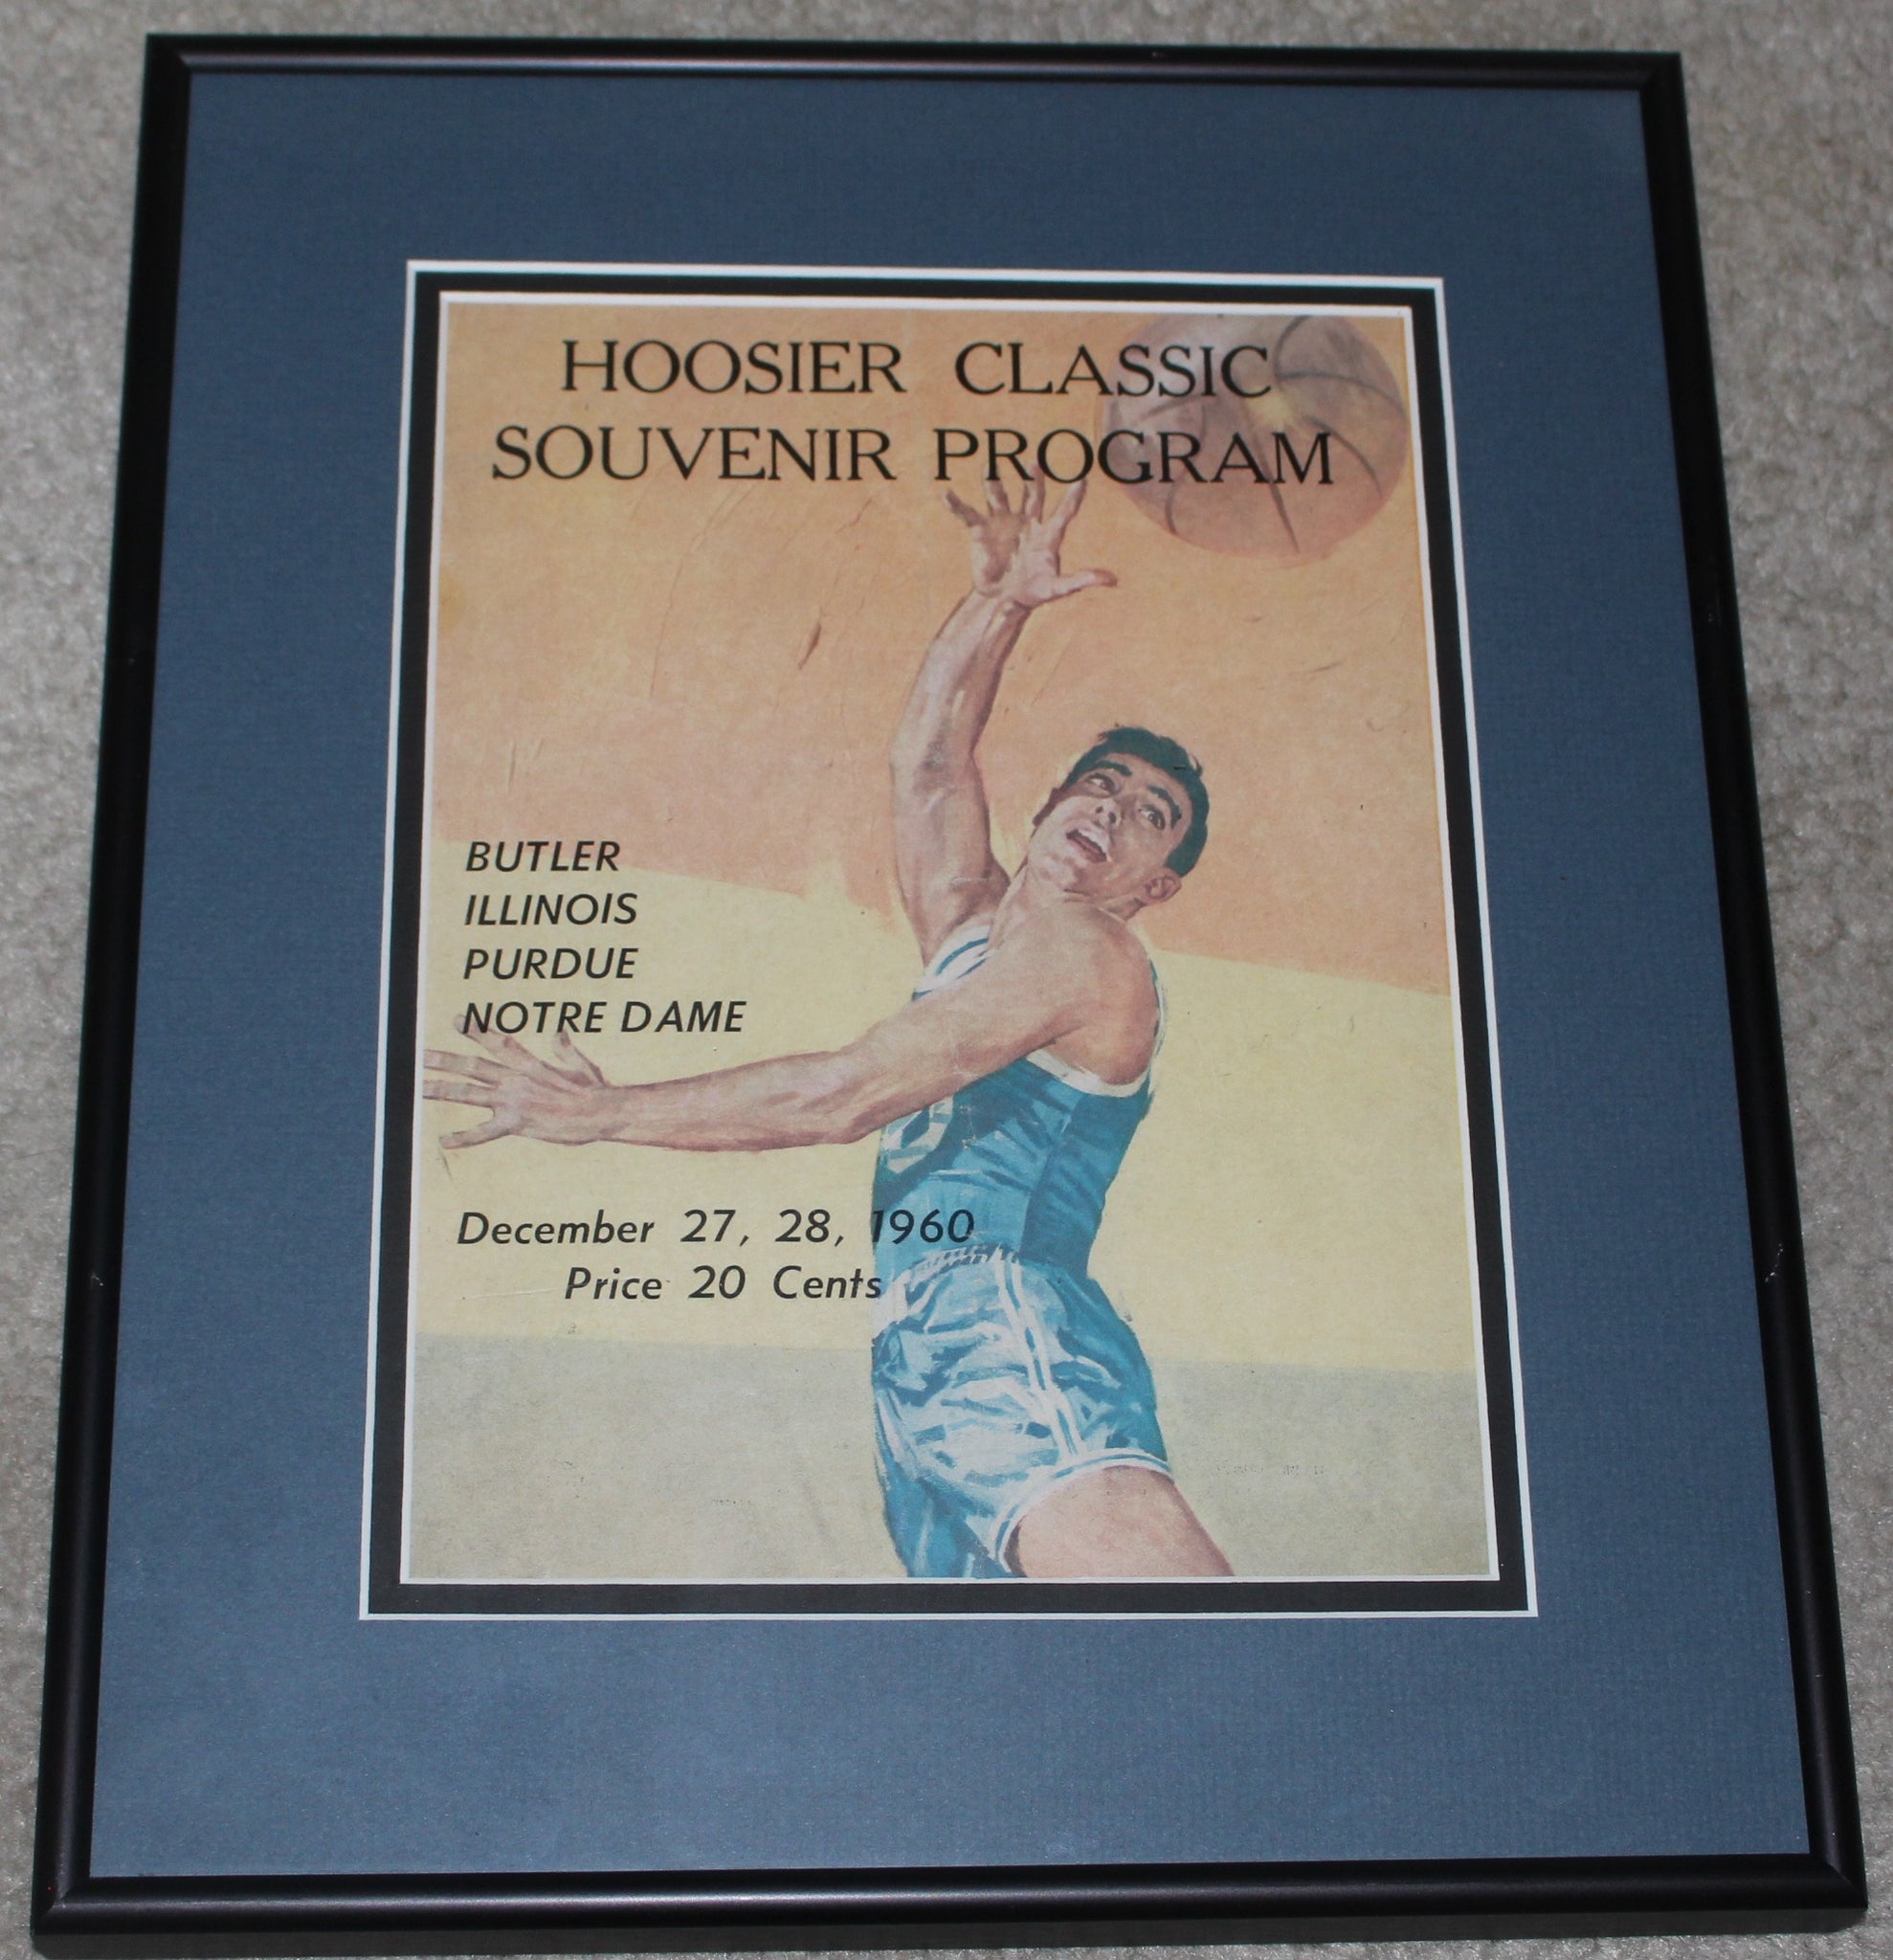 HOOSIER CLASSIC
SOUVENIR PROGRAM
BUTLER
ILLINOIS
PURDUE
NOTRE DAME
December 27, 28, 1960
Price 20 Cents